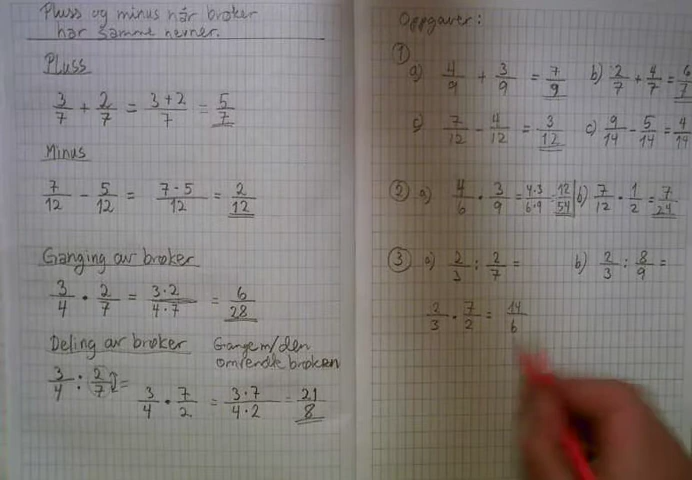 Pluss og minus når brøker
har samme nevner.
Pluss
3/7 + 2/7 = 3+2/7 = 5/7
Minus
7/12 - 5/12 = 7-5/12 = 2/12
Ganging av brøker
3/4 · 2/7 = 3·2/4·7 = 6/28
Deling av brøker
Gange m/den
omvendte brøken
3/4 : 2/7 = 3/4 · 7/2 = 3·7/4·2 = 21/8
Oppgaver:
① a) 4/9 + 3/9 = 7/9 b) 2/7 + 4/7 = 6/7
c) 7/12 - 4/12 = 3/12 c) 9/14 - 5/14 = 4/14
② a) 4/6 · 3/9 = 4·3/6·9 = 12/54 b) 7/12 · 1/2 = 7/24
③ a) 2/3 : 2/7 = b) 2/3 : 8/9 =
2/3 · 7/2 = 14/6